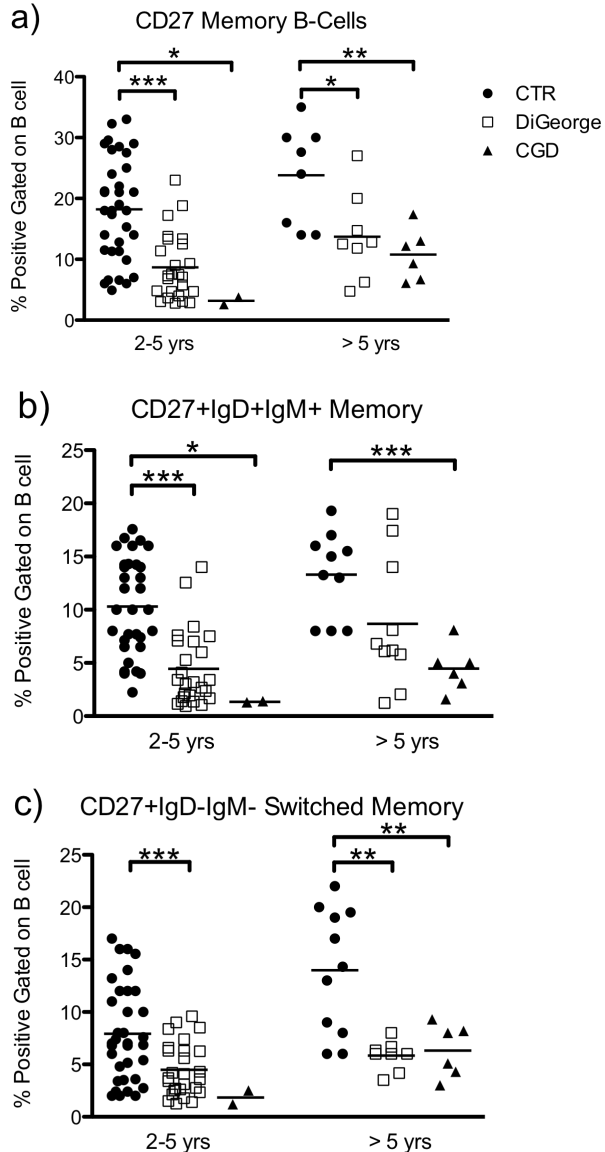 a)
CD27 Memory B-Cells
*
***
**
*
CTR
DiGeorge
CGD
% Positive Gated on B cell
40
30
20
10
0
2-5 yrs
> 5 yrs
b)
CD27+IgD+IgM+ Memory
*
***
***
% Positive Gated on B cell
25
20
15
10
5
0
2-5 yrs
> 5 yrs
c)
CD27+IgD-IgM- Switched Memory
***
**
**
% Positive Gated on B cell
25
20
15
10
5
0
2-5 yrs
> 5 yrs